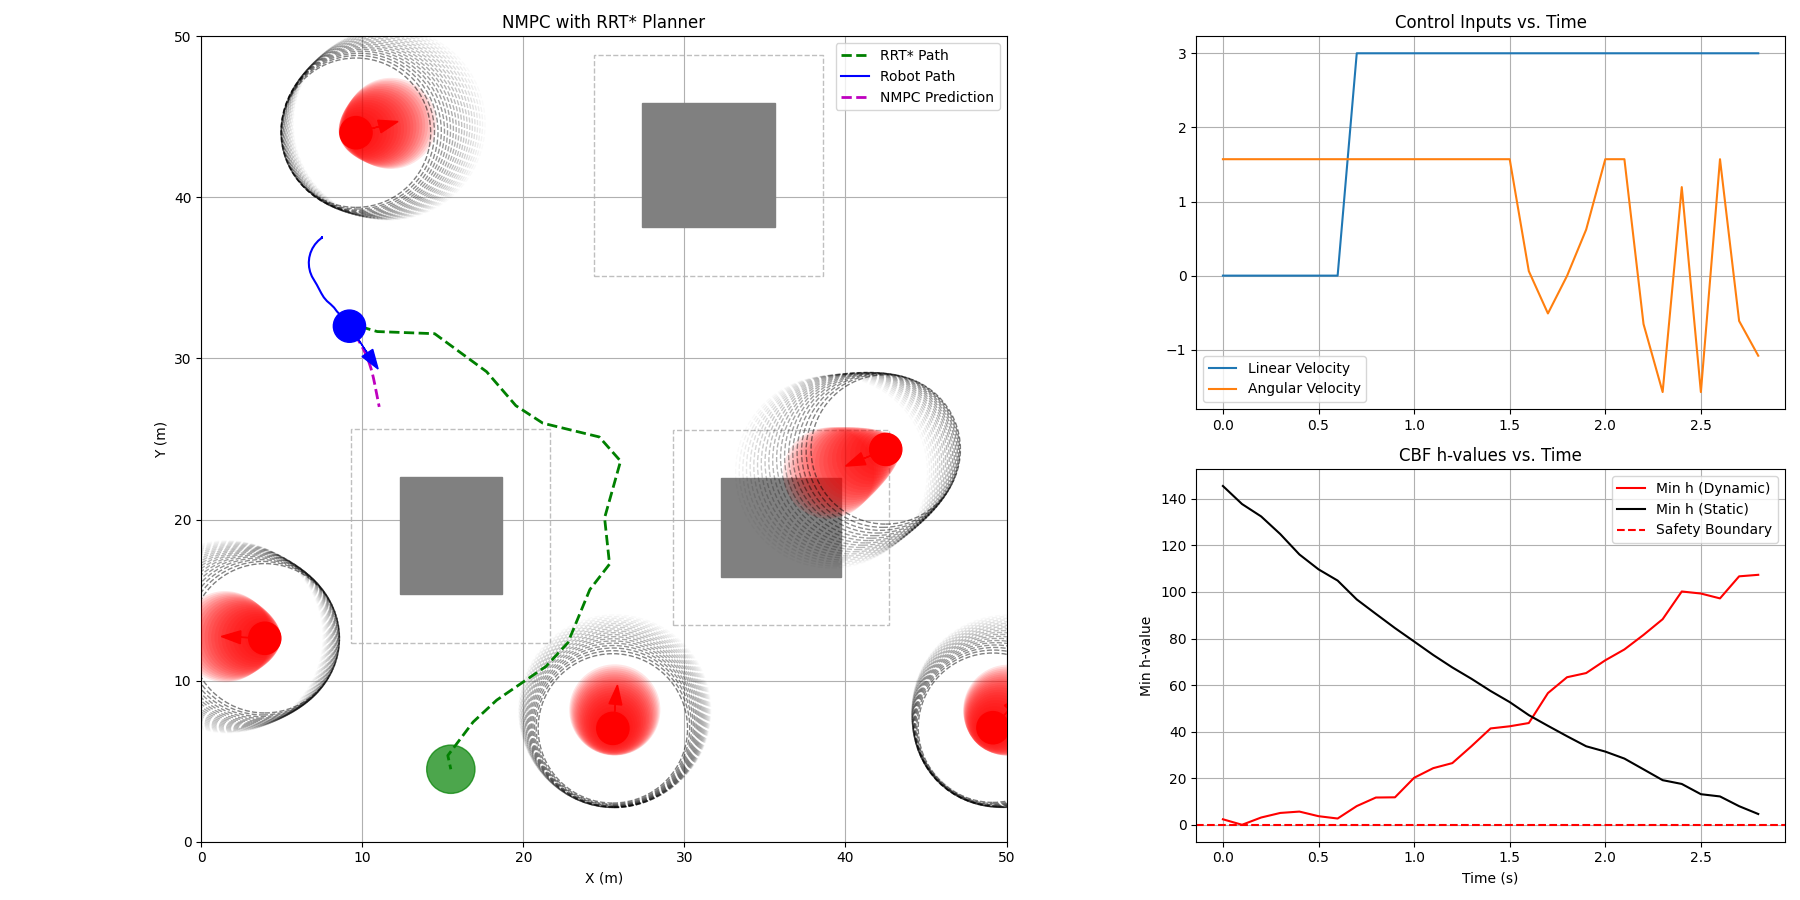 NMPC with RRT* Planner
RRT* Path
Robot Path
NMPC Prediction
50
40
30
20
10
0
Y (m)
0 10 20 30 40 50
X (m)
Control Inputs vs. Time
3
2
1
0
−1
Linear Velocity
Angular Velocity
0.0 0.5 1.0 1.5 2.0 2.5
CBF h-values vs. Time
Min h (Dynamic)
Min h (Static)
Safety Boundary
140
120
100
80
60
40
20
0
Min h-value
0.0 0.5 1.0 1.5 2.0 2.5
Time (s)